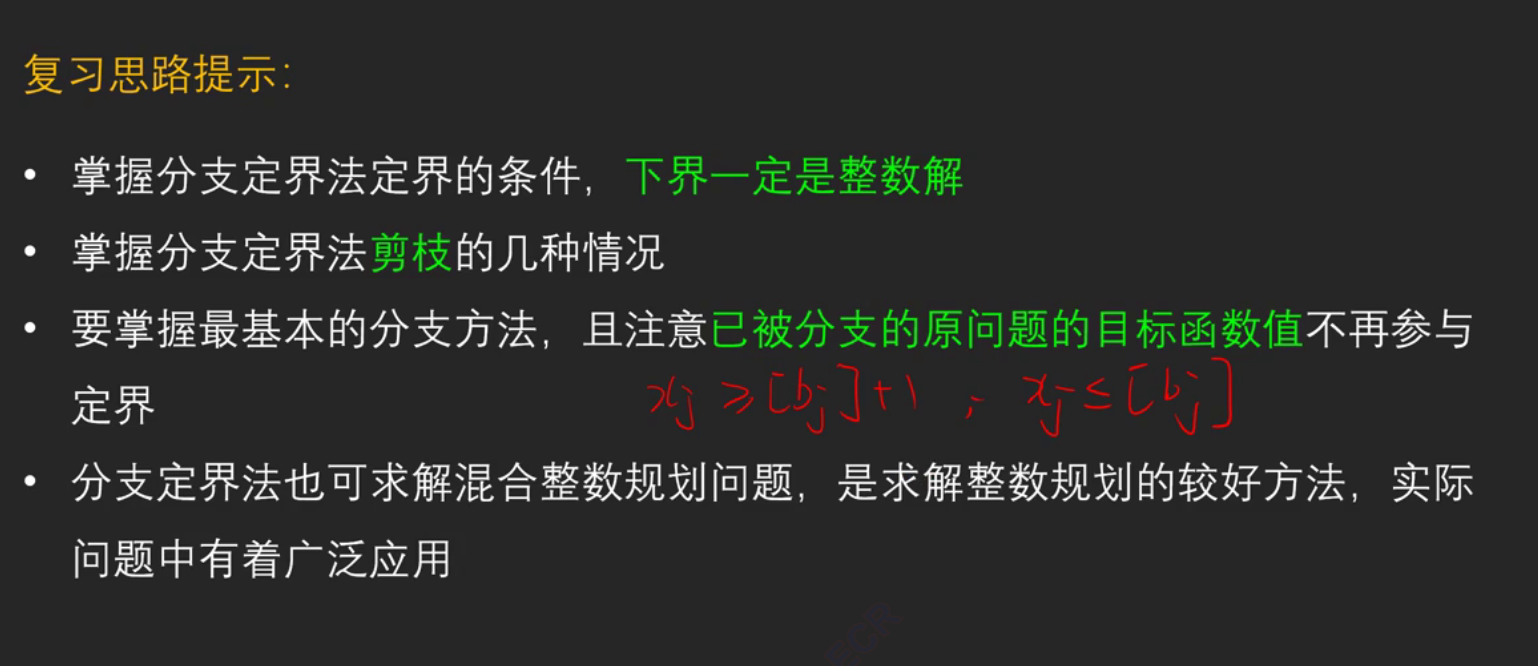 复习思路提示:
• 掌握分支定界法定界的条件，下界一定是整数解
• 掌握分支定界法剪枝的几种情况
• 要掌握最基本的分支方法，且注意已被分支的原问题的目标函数值不再参与
定界 xj ≥ [bj]+1 , xj ≤ [bj]
• 分支定界法也可求解混合整数规划问题，是求解整数规划的较好方法，实际
问题中有着广泛应用